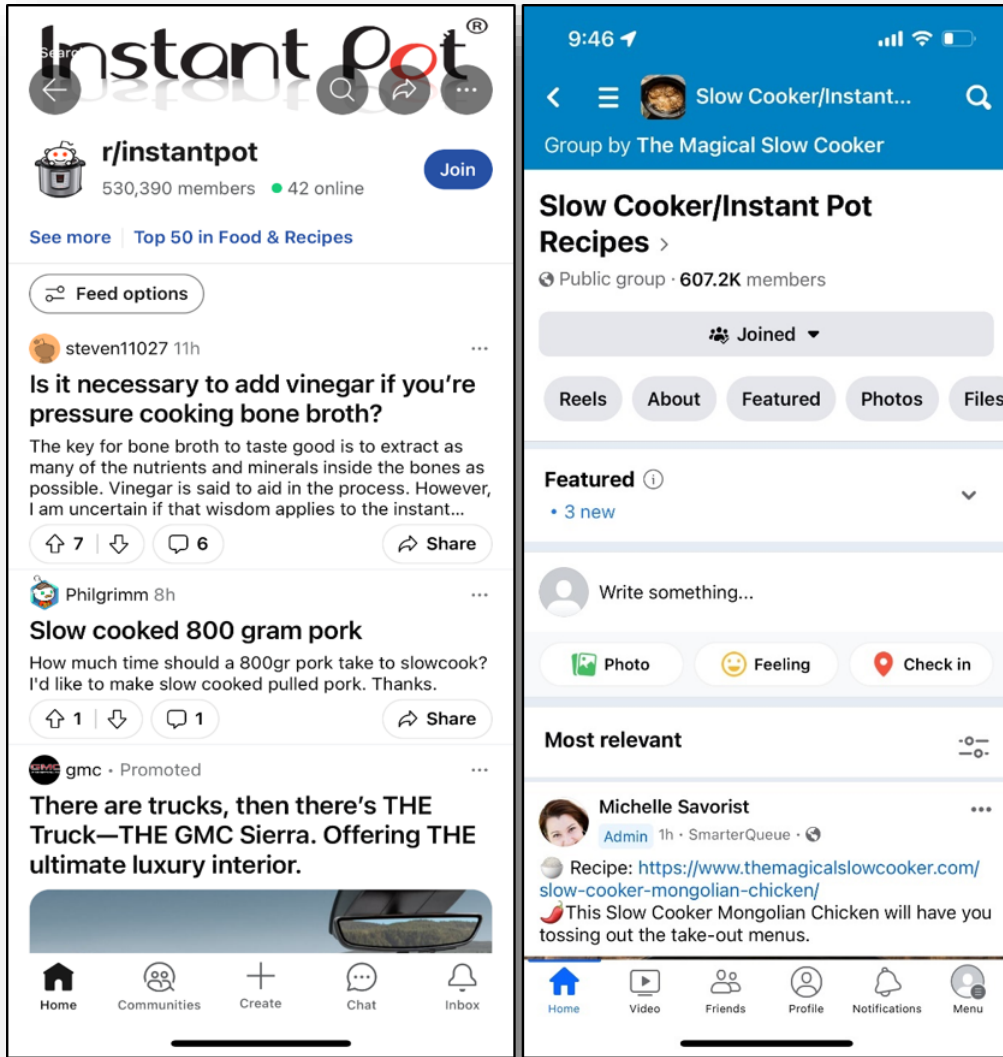 Instant Pot®
Search
r/instantpot
530,390 members • 42 online
Join
See more | Top 50 in Food & Recipes
Feed options
steven11027 11h
Is it necessary to add vinegar if you’re
pressure cooking bone broth?
The key for bone broth to taste good is to extract as
many of the nutrients and minerals inside the bones as
possible. Vinegar is said to aid in the process. However,
I am uncertain if that wisdom applies to the instant...
7 | 6 Share
Philgrimm 8h
Slow cooked 800 gram pork
How much time should a 800gr pork take to slowcook?
I'd like to make slow cooked pulled pork. Thanks.
1 | 1 Share
GMC
gmc • Promoted
There are trucks, then there’s THE
Truck—THE GMC Sierra. Offering THE
ultimate luxury interior.
Home Communities Create Chat Inbox
9:46
Slow Cooker/Instant...
Group by The Magical Slow Cooker
Slow Cooker/Instant Pot
Recipes >
Public group · 607.2K members
Joined
Reels About Featured Photos Files
Featured
• 3 new
Write something...
Photo Feeling Check in
Most relevant
Michelle Savorist
Admin 1h · SmarterQueue ·
Recipe: https://www.themagicalslowcooker.com/
slow-cooker-mongolian-chicken/
This Slow Cooker Mongolian Chicken will have you
tossing out the take-out menus.
Home Video Friends Profile Notifications Menu